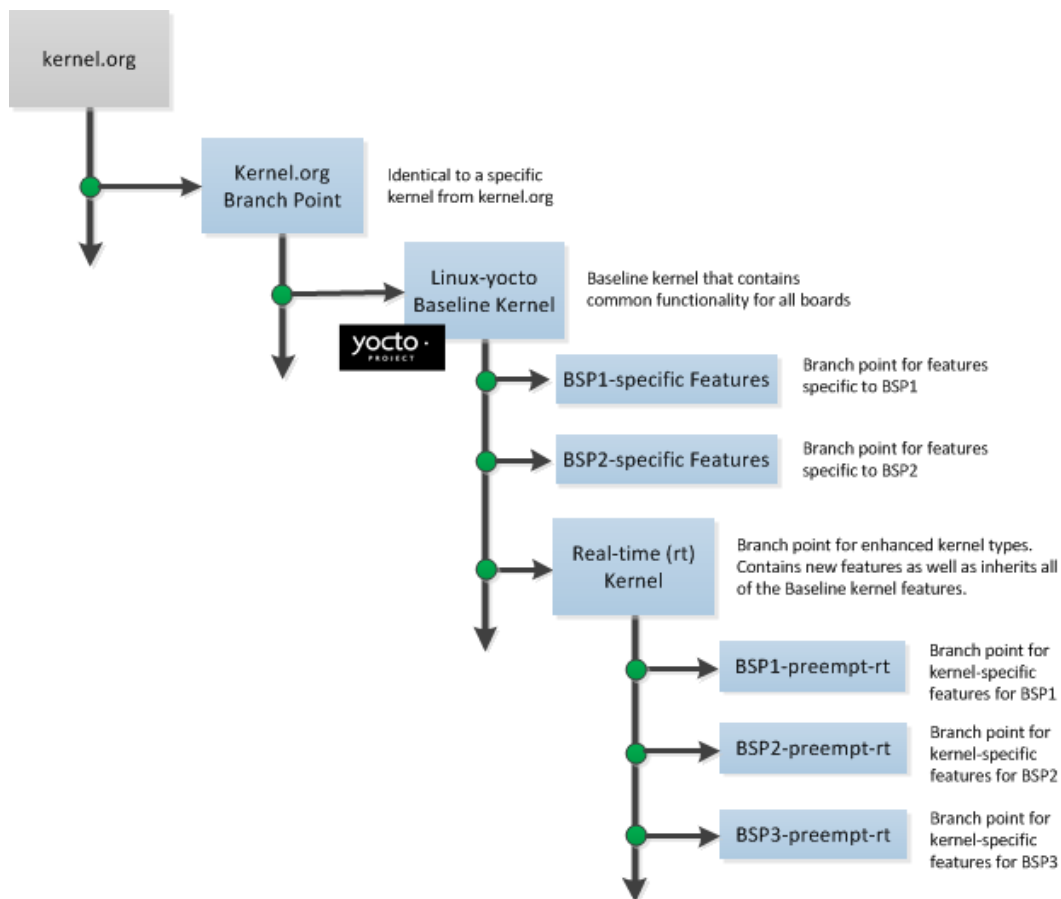 kernel.org
Kernel.org
Branch Point
Identical to a specific
kernel from kernel.org
Linux-yocto
Baseline Kernel
Baseline kernel that contains
common functionality for all boards
yocto ·
PROJECT
BSP1-specific Features
Branch point for features
specific to BSP1
BSP2-specific Features
Branch point for features
specific to BSP2
Real-time (rt)
Kernel
Branch point for enhanced kernel types.
Contains new features as well as inherits all
of the Baseline kernel features.
BSP1-preempt-rt
Branch point for
kernel-specific
features for BSP1
BSP2-preempt-rt
Branch point for
kernel-specific
features for BSP2
BSP3-preempt-rt
Branch point for
kernel-specific
features for BSP3